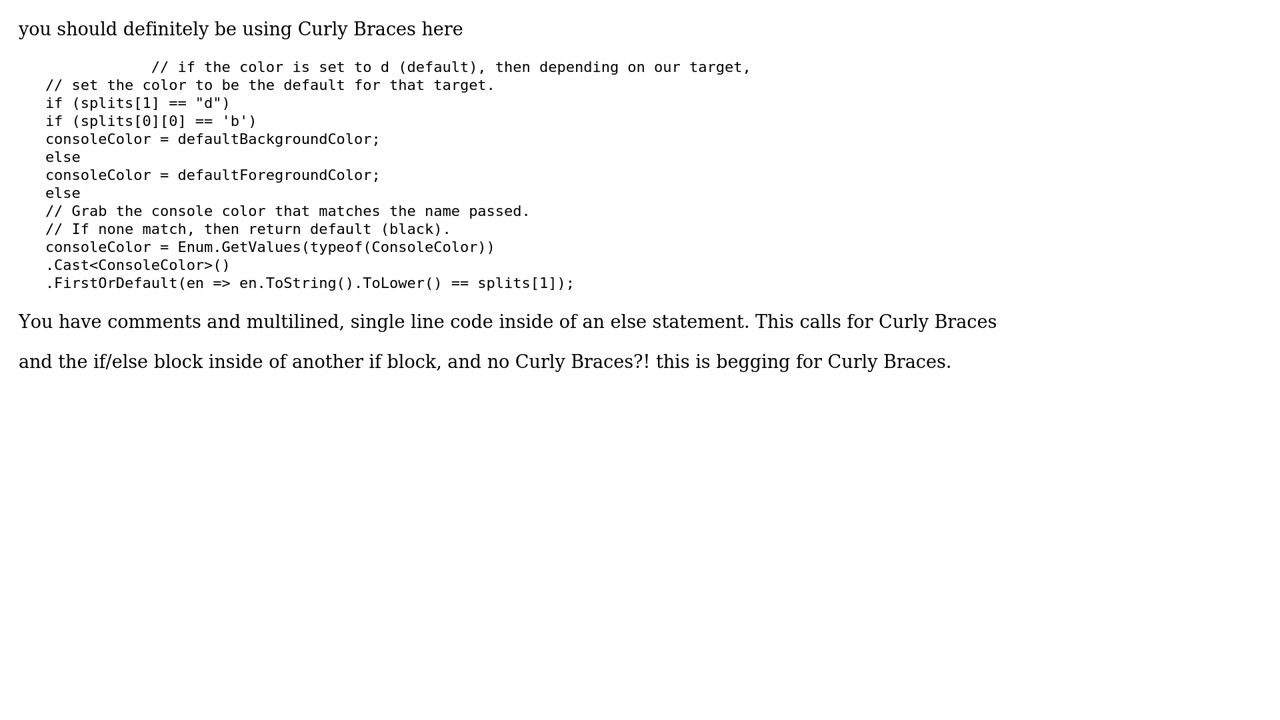 you should definitely be using Curly Braces here
// if the color is set to d (default), then depending on our target,
// set the color to be the default for that target.
if (splits[1] == "d")
if (splits[0][0] == 'b')
consoleColor = defaultBackgroundColor;
else
consoleColor = defaultForegroundColor;
else
// Grab the console color that matches the name passed.
// If none match, then return default (black).
consoleColor = Enum.GetValues(typeof(ConsoleColor))
.Cast<ConsoleColor>()
.FirstOrDefault(en => en.ToString().ToLower() == splits[1]);
You have comments and multilined, single line code inside of an else statement. This calls for Curly Braces
and the if/else block inside of another if block, and no Curly Braces?! this is begging for Curly Braces.